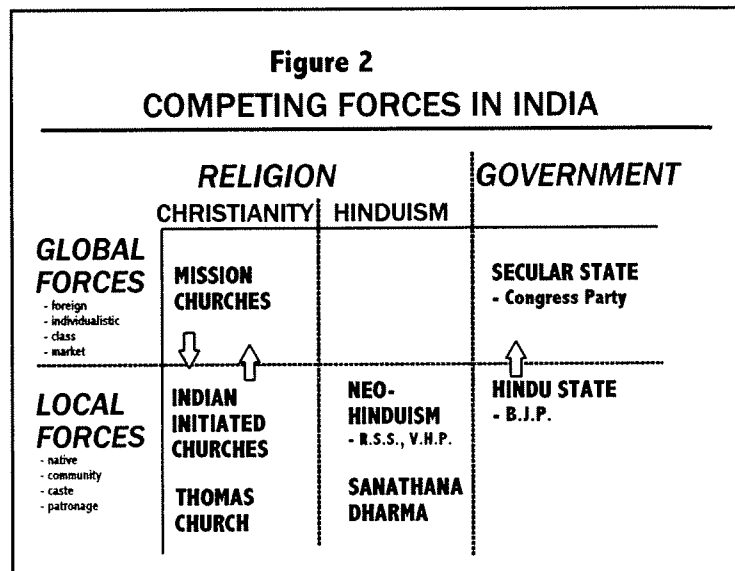 Figure 2
COMPETING FORCES IN INDIA
RELIGION
GOVERNMENT
CHRISTIANITY
HINDUISM
GLOBAL
FORCES
- foreign
- individualistic
- class
- market
MISSION
CHURCHES
SECULAR STATE
- Congress Party
LOCAL
FORCES
- native
- community
- caste
- patronage
INDIAN
INITIATED
CHURCHES
THOMAS
CHURCH
NEO-
HINDUISM
- R.S.S., V.H.P.
SANATHANA
DHARMA
HINDU STATE
- B.J.P.